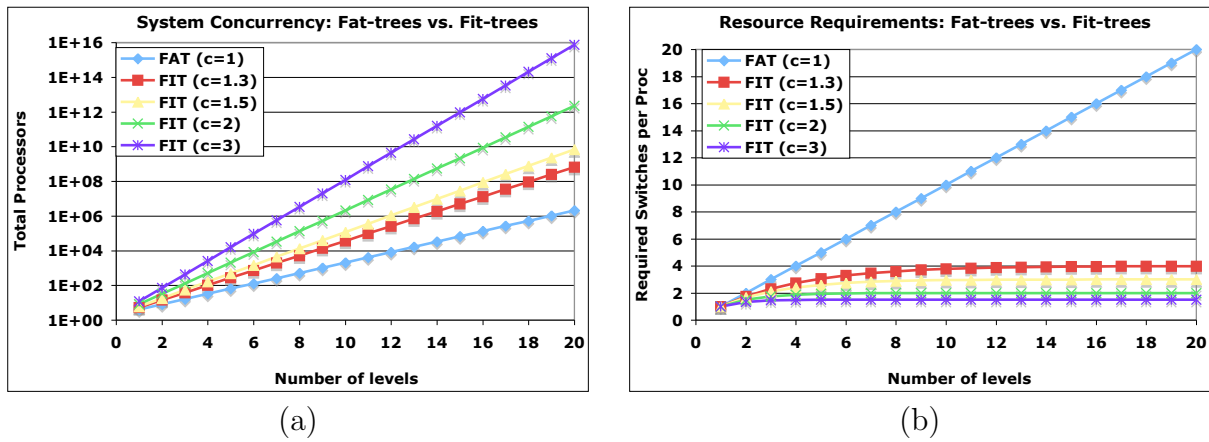 System Concurrency: Fat-trees vs. Fit-trees
Total Processors
1E+16
1E+14
1E+12
1E+10
1E+08
1E+06
1E+04
1E+02
1E+00
FAT (c=1)
FIT (c=1.3)
FIT (c=1.5)
FIT (c=2)
FIT (c=3)
0 2 4 6 8 10 12 14 16 18 20
Number of levels
(a)
Resource Requirements: Fat-trees vs. Fit-trees
Required Switches per Proc
20
18
16
14
12
10
8
6
4
2
0
FAT (c=1)
FIT (c=1.3)
FIT (c=1.5)
FIT (c=2)
FIT (c=3)
0 2 4 6 8 10 12 14 16 18 20
Number of levels
(b)